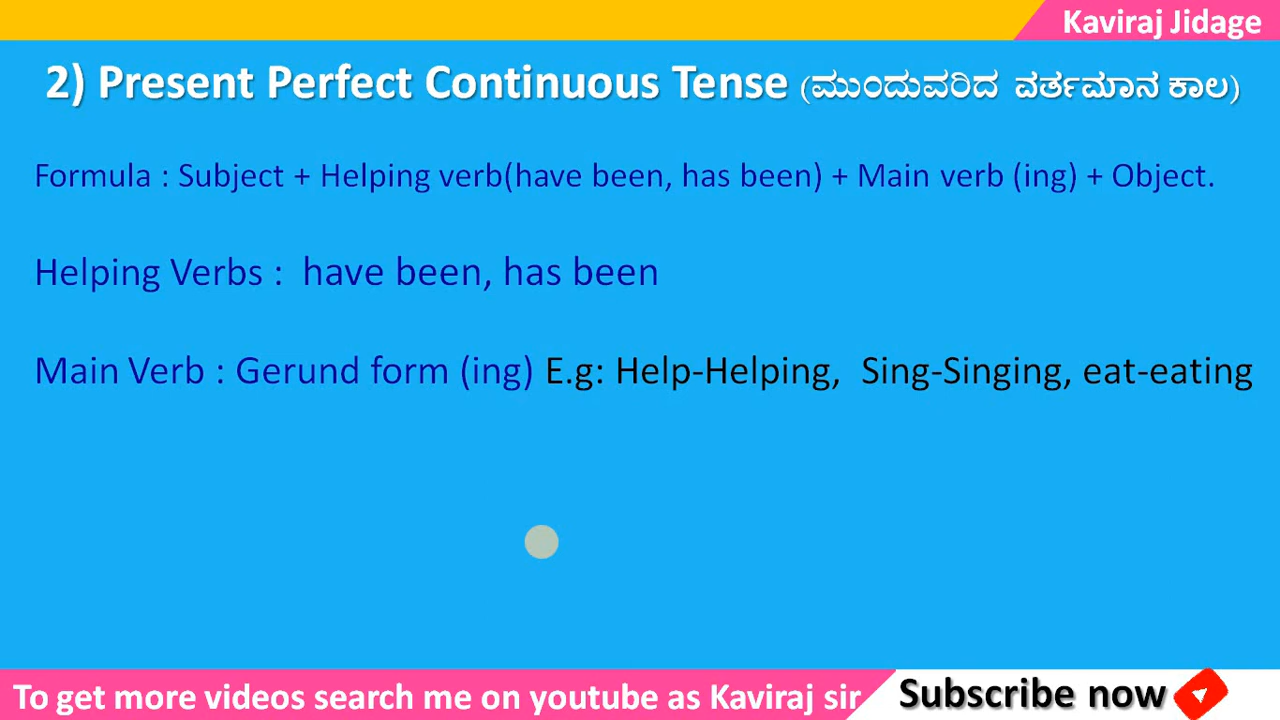 Kaviraj Jidage
2) Present Perfect Continuous Tense (ಮುಂದುವರಿದ ವರ್ತಮಾನ ಕಾಲ)
Formula : Subject + Helping verb(have been, has been) + Main verb (ing) + Object.
Helping Verbs : have been, has been
Main Verb : Gerund form (ing) E.g: Help-Helping, Sing-Singing, eat-eating
To get more videos search me on youtube as Kaviraj sir
Subscribe now